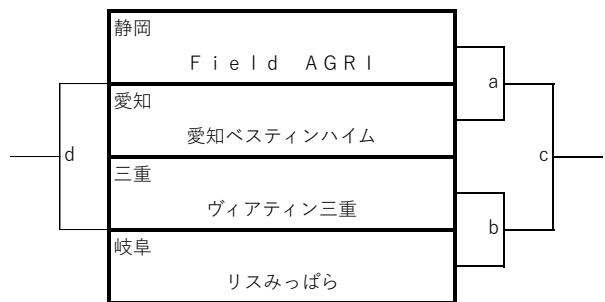 静岡
Ｆｉｅｌｄ　ＡＧＲＩ
a
愛知
愛知ベスティンハイム
d
c
三重
ヴィアティン三重
b
岐阜
リスみっぱら